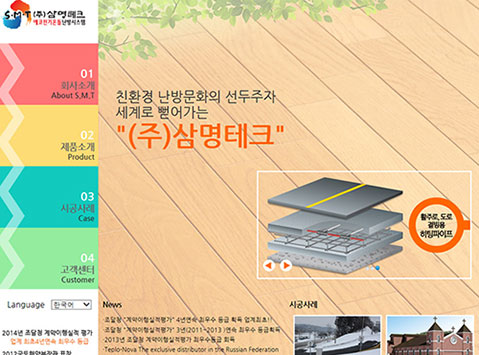 S.M.T (주)삼명테크
에코전기온돌난방시스템
01
회사소개
About S.M.T
02
제품소개
Product
03
시공사례
Case
04
고객센터
Customer
Language 한국어
2014년 조달청 계약이행실적 평가
업계 최초4년연속 최우수 등급
친환경 난방문화의 선두주자
세계로 뻗어가는
"(주)삼명테크"
활주로, 도로
결빙용
히팅파이프
News
·조달청 "계약이행실적평가" 4년연속 최우수 등급 업계최초!!
·조달청 "계약이행실적평가" 3년(2011~2013 )연속 최우수 등급획득
·2013년 조달청 계약이행실적평가 최우수등급 획득
·Teplo-Nova The exclusive distributor in the Russian Federation
시공사례